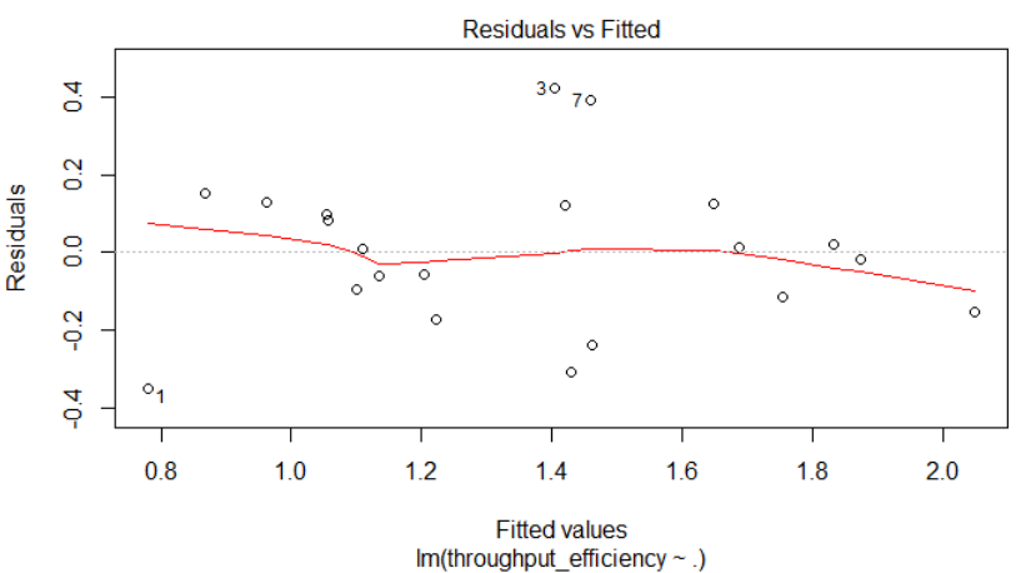 Residuals vs Fitted
Residuals
0.4
0.2
0.0
-0.2
-0.4
3
7
1
0.8 1.0 1.2 1.4 1.6 1.8 2.0
Fitted values
lm(throughput_efficiency ~ .)